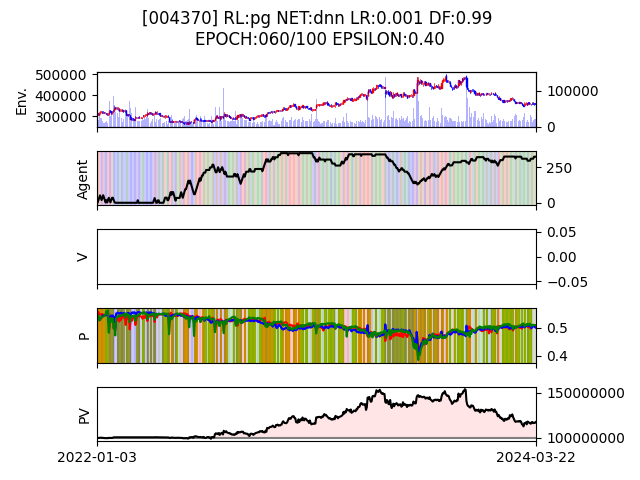 [004370] RL:pg NET:dnn LR:0.001 DF:0.99
EPOCH:060/100 EPSILON:0.40
Env.
500000
400000
300000
100000
0
Agent
250
0
V
0.05
0.00
−0.05
P
0.5
0.4
PV
150000000
100000000
2022-01-03
2024-03-22